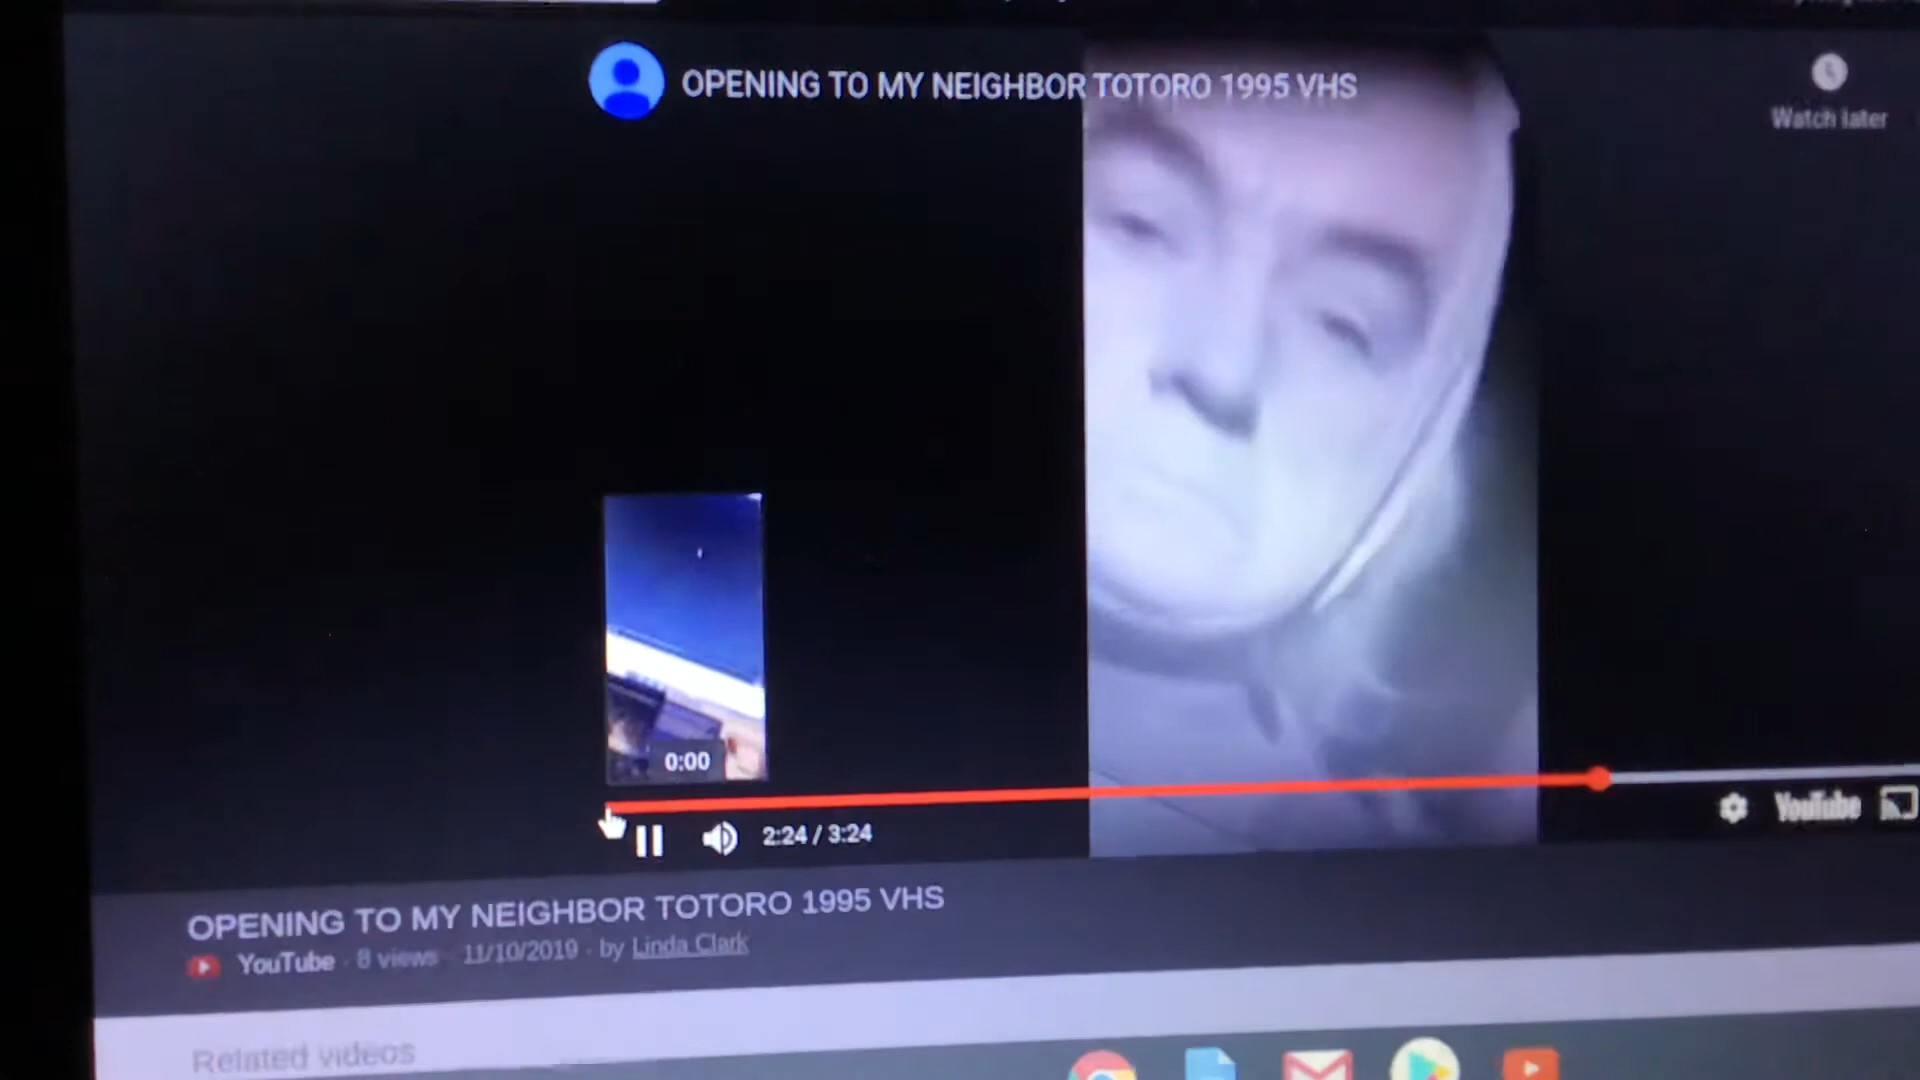 OPENING TO MY NEIGHBOR TOTORO 1995 VHS
Watch later
0:00
2:24 / 3:24
YouTube
OPENING TO MY NEIGHBOR TOTORO 1995 VHS
YouTube · 8 views · 11/10/2019 · by Linda Clark
Related videos